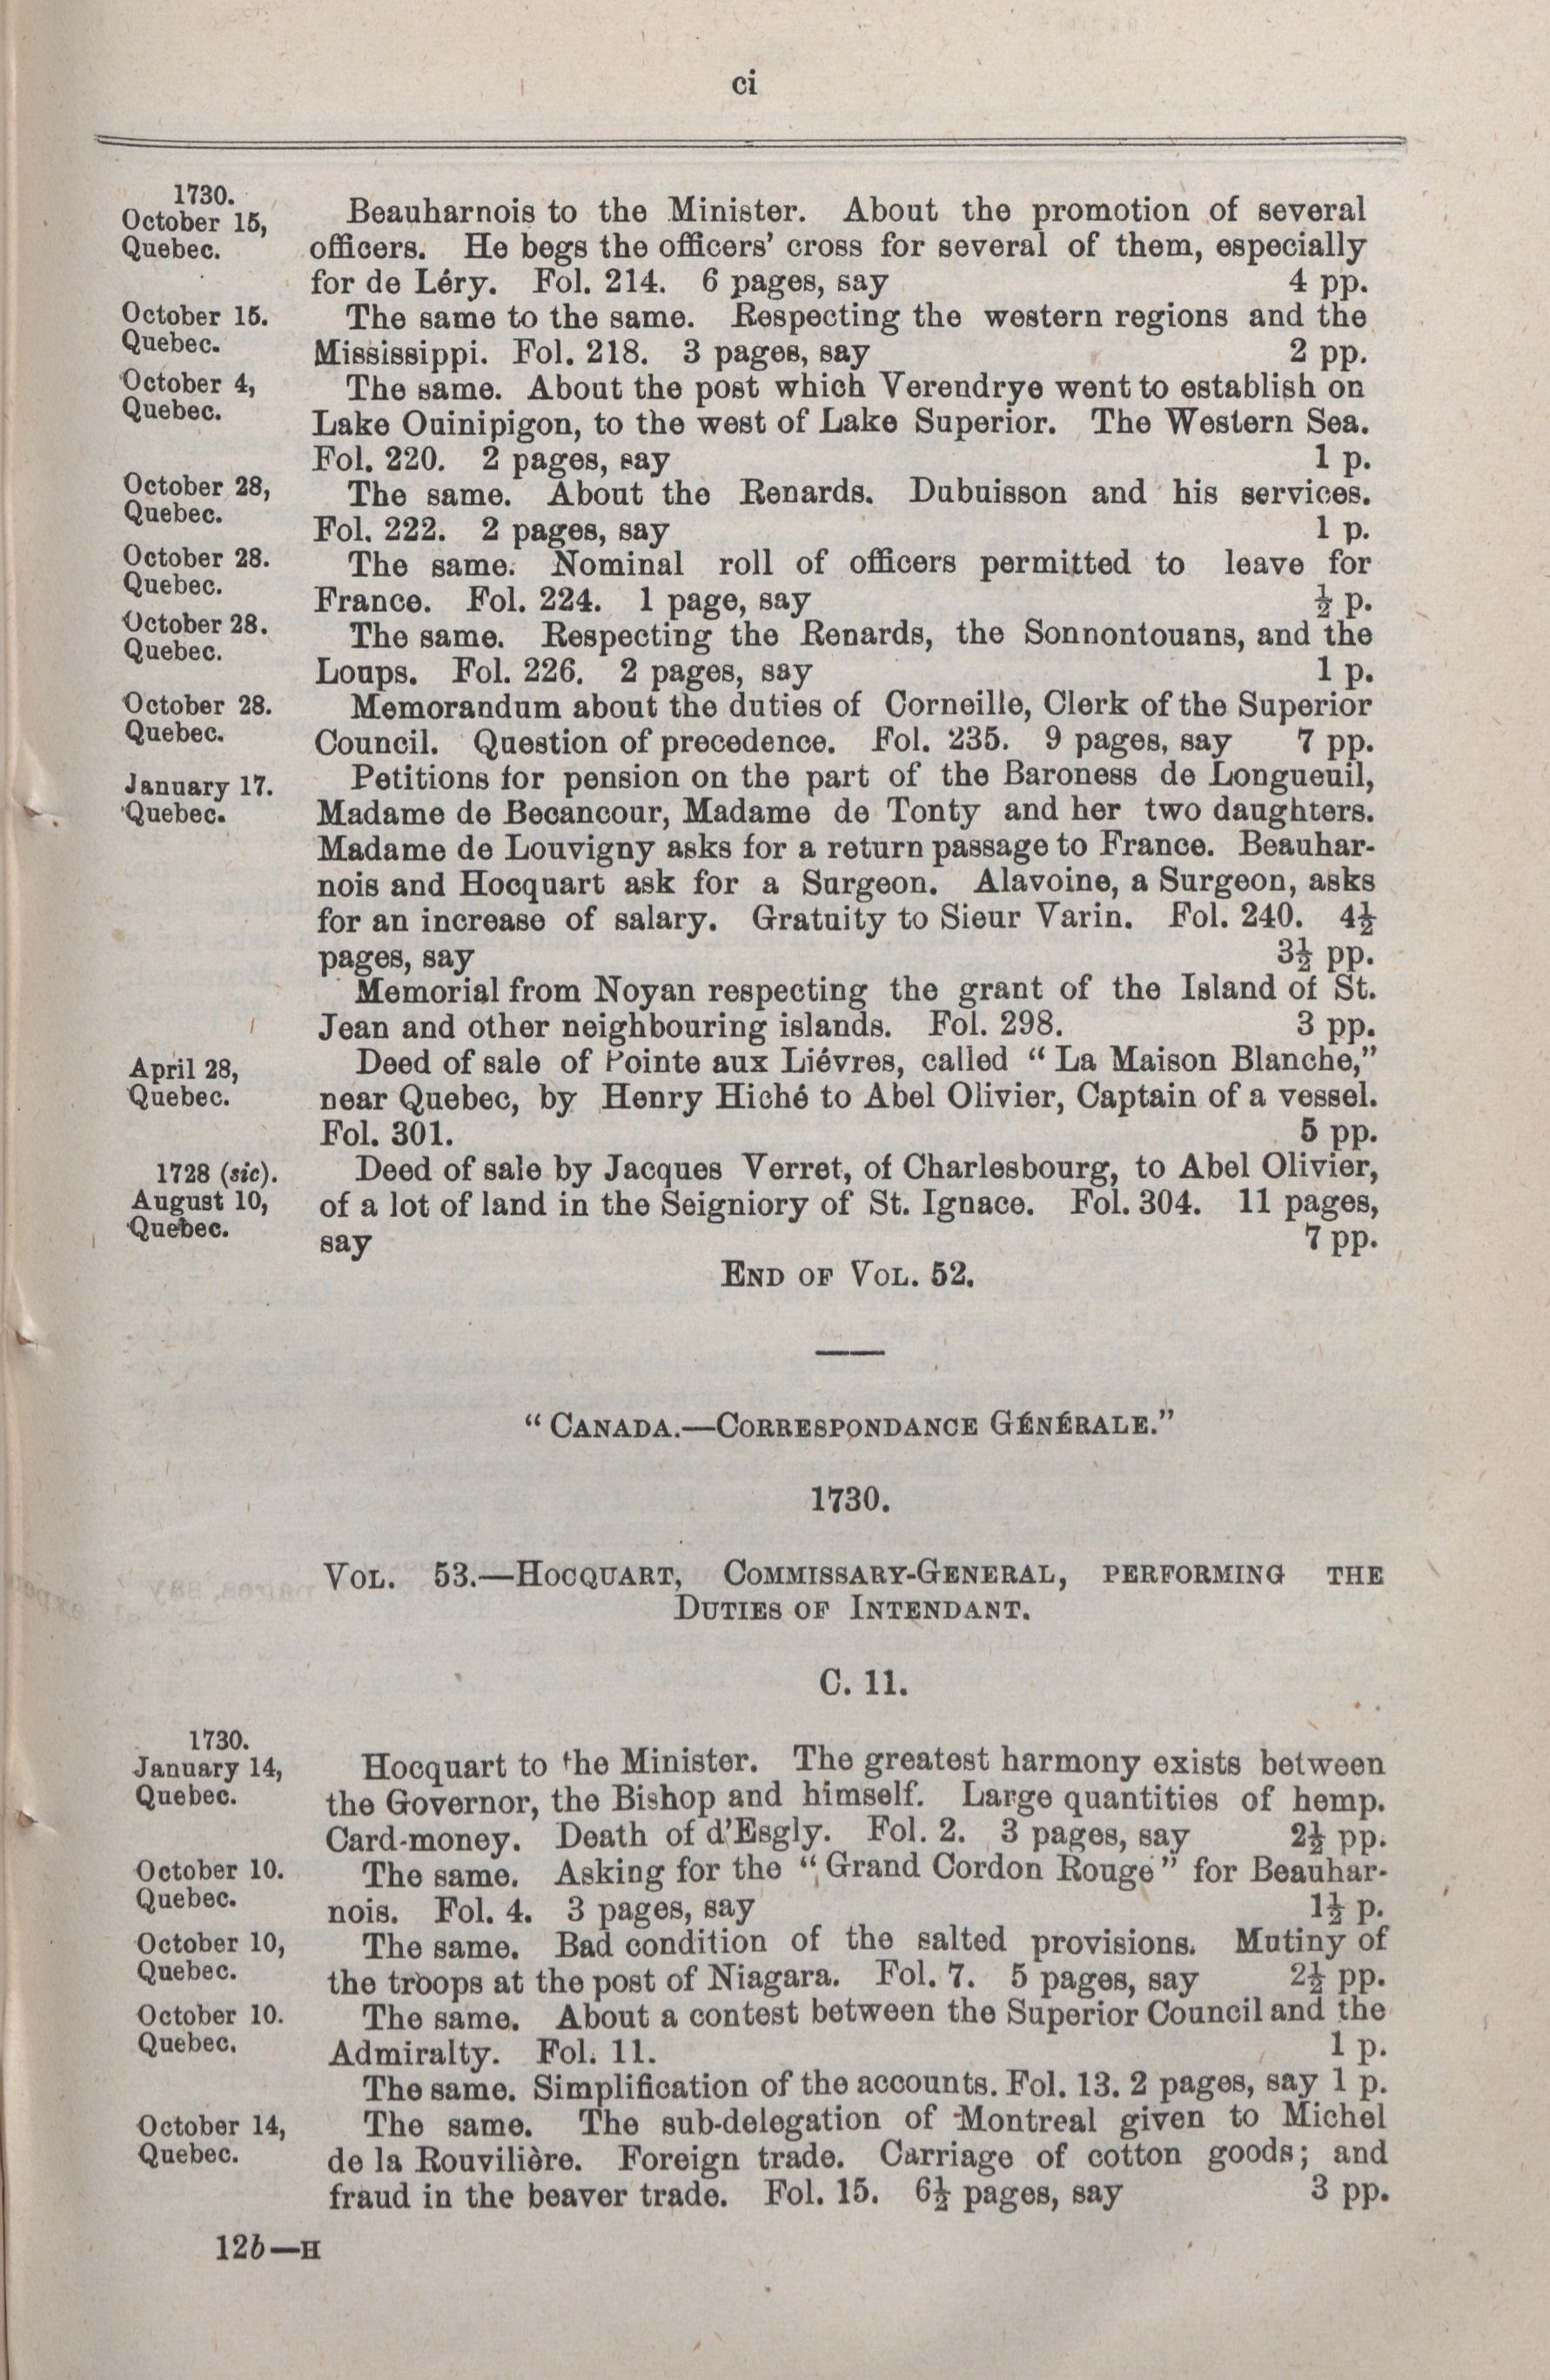 ci
1730.
October 15,
Quebec.
Beauharnois to the Minister. About the promotion of several
officers. He begs the officers' cross for several of them, especially
for de Léry. Fol. 214. 6 pages, say 4 pp.
October 15.
Quebec.
The same to the same. Respecting the western regions and the
Mississippi. Fol. 218. 3 pages, say 2 pp.
October 4,
Quebec.
The same. About the post which Verendrye went to establish on
Lake Ouinipigon, to the west of Lake Superior. The Western Sea.
Fol. 220. 2 pages, say 1 p.
October 28,
Quebec.
The same. About the Renards. Dubuisson and his services.
Fol. 222. 2 pages, say 1 p.
October 28.
Quebec.
The same. Nominal roll of officers permitted to leave for
France. Fol. 224. 1 page, say ½ p.
October 28.
Quebec.
The same. Respecting the Renards, the Sonnontouans, and the
Loups. Fol. 226. 2 pages, say 1 p.
October 28.
Quebec.
Memorandum about the duties of Corneille, Clerk of the Superior
Council. Question of precedence. Fol. 235. 9 pages, say 7 pp.
January 17.
Quebec.
Petitions for pension on the part of the Baroness de Longueuil,
Madame de Becancour, Madame de Tonty and her two daughters.
Madame de Louvigny asks for a return passage to France. Beauhar-
nois and Hocquart ask for a Surgeon. Alavoine, a Surgeon, asks
for an increase of salary. Gratuity to Sieur Varin. Fol. 240. 4½
pages, say 3½ pp.
Memorial from Noyan respecting the grant of the Island of St.
Jean and other neighbouring islands. Fol. 298. 3 pp.
April 28,
Quebec.
Deed of sale of Pointe aux Liévres, called "La Maison Blanche,"
near Quebec, by Henry Hiché to Abel Olivier, Captain of a vessel.
Fol. 301. 5 pp.
1728 (sic).
August 10,
Quebec.
Deed of sale by Jacques Verret, of Charlesbourg, to Abel Olivier,
of a lot of land in the Seigniory of St. Ignace. Fol. 304. 11 pages,
say 7 pp.
END OF VOL. 52.
"CANADA.—CORRESPONDANCE GÉNÉRALE."
1730.
VOL. 53.—HOCQUART, COMMISSARY-GENERAL, PERFORMING THE
DUTIES OF INTENDANT.
C. 11.
1730.
January 14,
Quebec.
Hocquart to the Minister. The greatest harmony exists between
the Governor, the Bishop and himself. Large quantities of hemp.
Card-money. Death of d'Esgly. Fol. 2. 3 pages, say 2½ pp.
October 10.
Quebec.
The same. Asking for the "Grand Cordon Rouge" for Beauhar-
nois. Fol. 4. 3 pages, say 1½ p.
October 10,
Quebec.
The same. Bad condition of the salted provisions. Mutiny of
the troops at the post of Niagara. Fol. 7. 5 pages, say 2½ pp.
October 10.
Quebec.
The same. About a contest between the Superior Council and the
Admiralty. Fol. 11. 1 p.
The same. Simplification of the accounts. Fol. 13. 2 pages, say 1 p.
October 14,
Quebec.
The same. The sub-delegation of Montreal given to Michel
de la Rouvilière. Foreign trade. Carriage of cotton goods; and
fraud in the beaver trade. Fol. 15. 6½ pages, say 3 pp.
12b—H